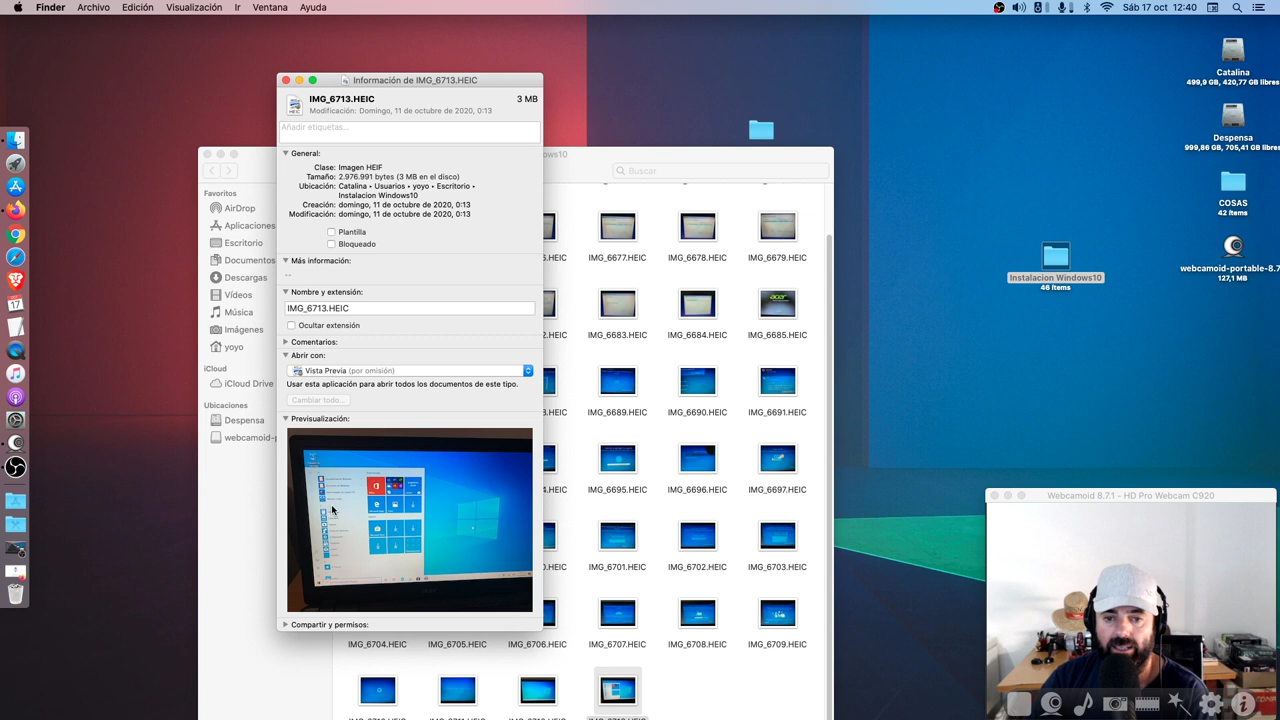 Finder Archivo Edición Visualización Ir Ventana Ayuda
Sáb 17 oct 12:40
Información de IMG_6713.HEIC
IMG_6713.HEIC 3 MB
Modificación: Domingo, 11 de octubre de 2020, 0:13
Añadir etiquetas...
General:
Clase: Imagen HEIF
Tamaño: 2.976.991 bytes (3 MB en el disco)
Ubicación: Catalina • Usuarios • yoyo • Escritorio •
Instalacion Windows10
Creación: domingo, 11 de octubre de 2020, 0:13
Modificación: domingo, 11 de octubre de 2020, 0:13
Plantilla
Bloqueado
Más información:
--
Nombre y extensión:
IMG_6713.HEIC
Ocultar extensión
Comentarios:
Abrir con:
Vista Previa (por omisión)
Usar esta aplicación para abrir todos los documentos de este tipo.
Cambiar todo...
Previsualización:
Compartir y permisos:
ows10
Buscar
Favoritos
AirDrop
Aplicaciones
Escritorio
Documentos
Descargas
Vídeos
Música
Imágenes
yoyo
iCloud
iCloud Drive
Ubicaciones
Despensa
webcamoid-p
.HEIC IMG_6677.HEIC IMG_6678.HEIC IMG_6679.HEIC
.HEIC IMG_6683.HEIC IMG_6684.HEIC IMG_6685.HEIC
.HEIC IMG_6689.HEIC IMG_6690.HEIC IMG_6691.HEIC
.HEIC IMG_6695.HEIC IMG_6696.HEIC IMG_6697.HEIC
.HEIC IMG_6701.HEIC IMG_6702.HEIC IMG_6703.HEIC
IMG_6704.HEIC IMG_6705.HEIC IMG_6706.HEIC IMG_6707.HEIC IMG_6708.HEIC IMG_6709.HEIC
acer
Catalina
499,9 GB, 420,77 GB libres
Despensa
999,86 GB, 705,41 GB libres
COSAS
42 ítems
Instalacion Windows10
46 ítems
webcamoid-portable-8.7
127,1 MB
Webcamoid 8.7.1 - HD Pro Webcam C920
17
HEIC